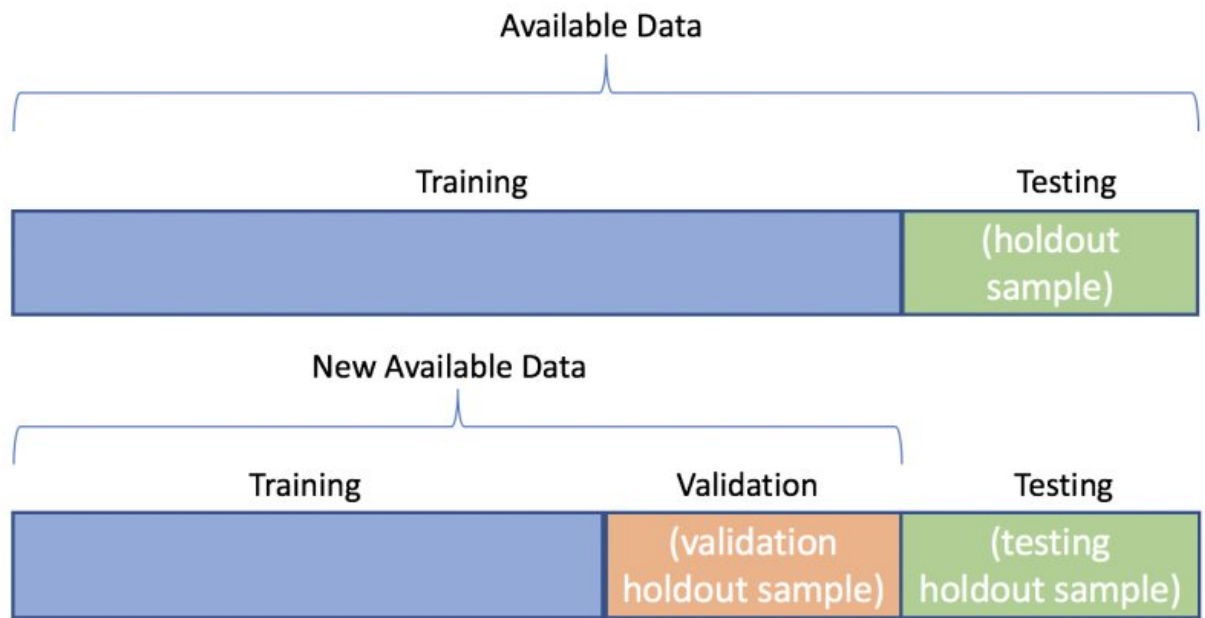 Available Data
Training
Testing
(holdout
sample)
New Available Data
Training
Validation
Testing
(validation
holdout sample)
(testing
holdout sample)